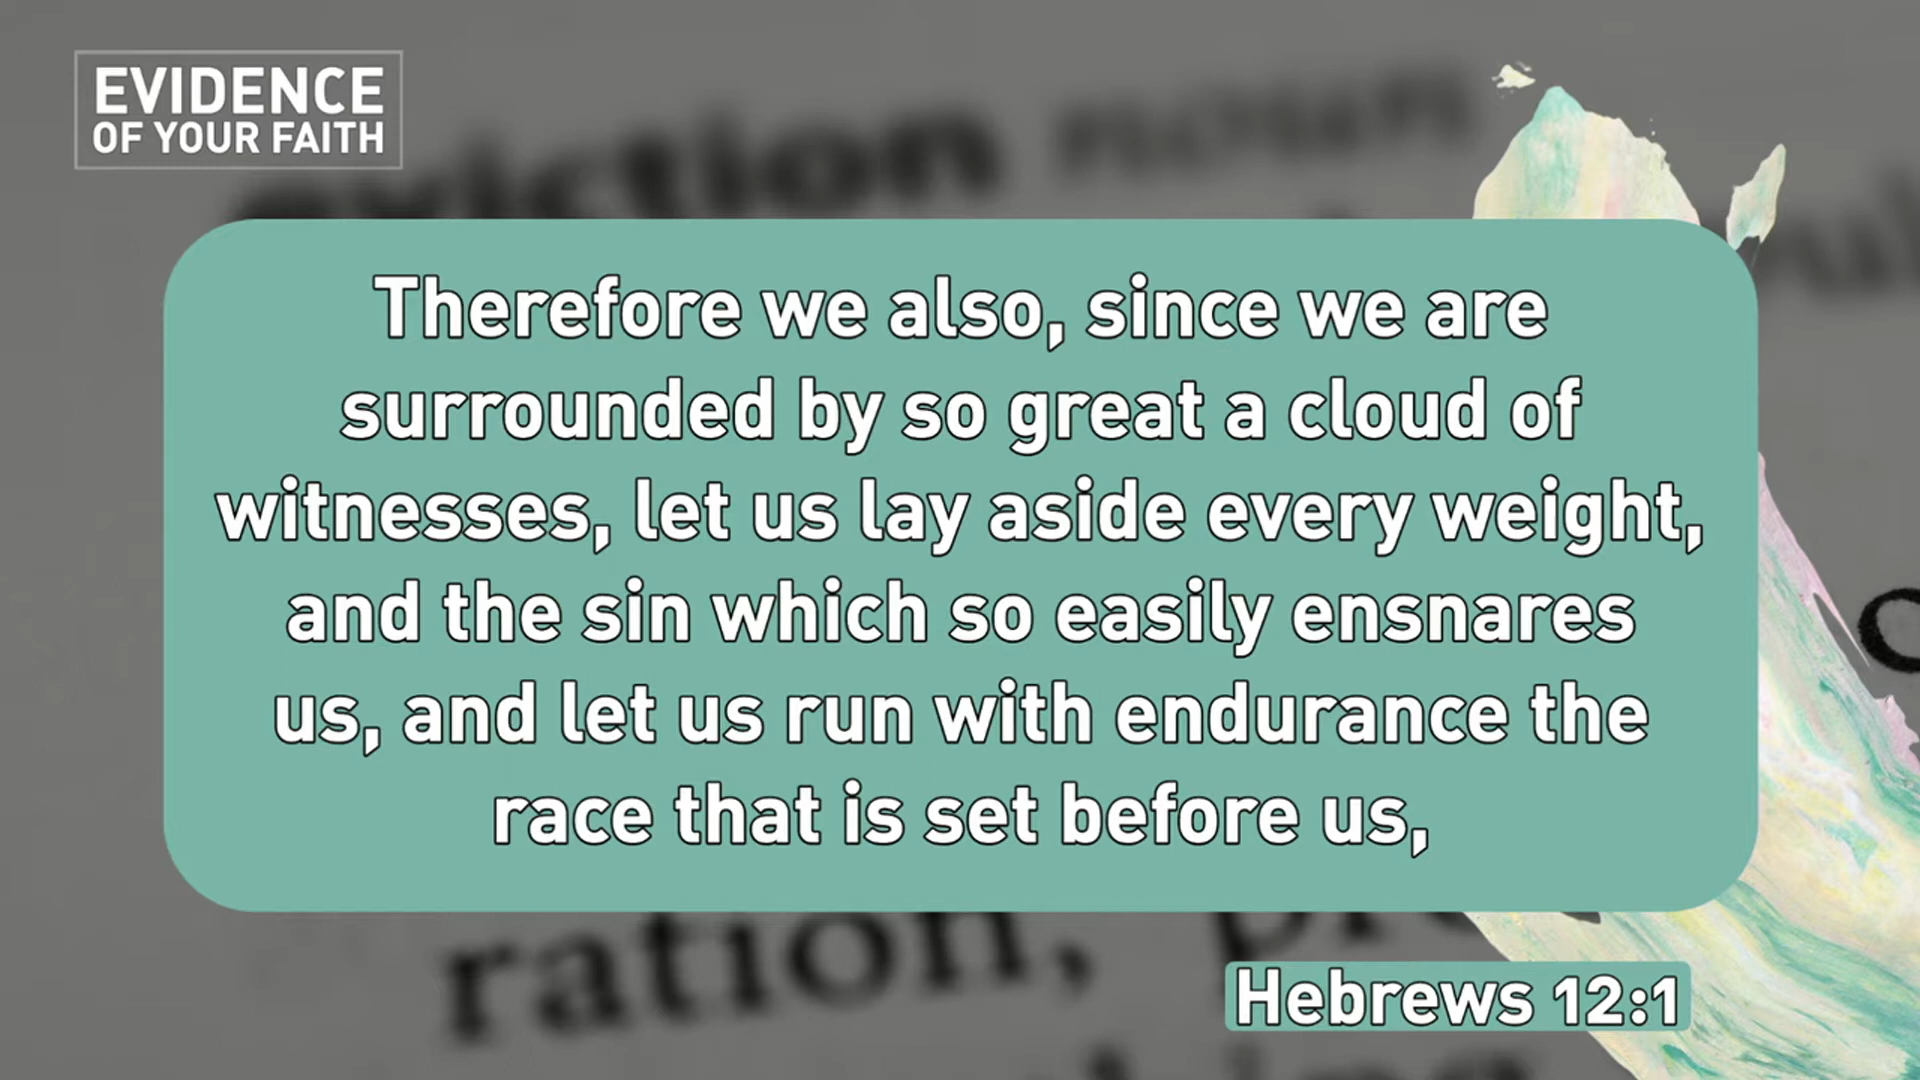 EVIDENCE
OF YOUR FAITH
Therefore we also, since we are
surrounded by so great a cloud of
witnesses, let us lay aside every weight,
and the sin which so easily ensnares
us, and let us run with endurance the
race that is set before us,
ration,
Hebrews 12:1